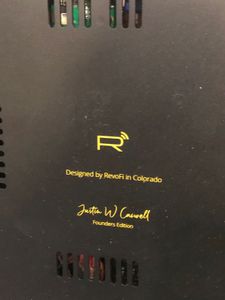 R
Designed by RevoFi in Colorado
Justin W Caswell
Founders Edition